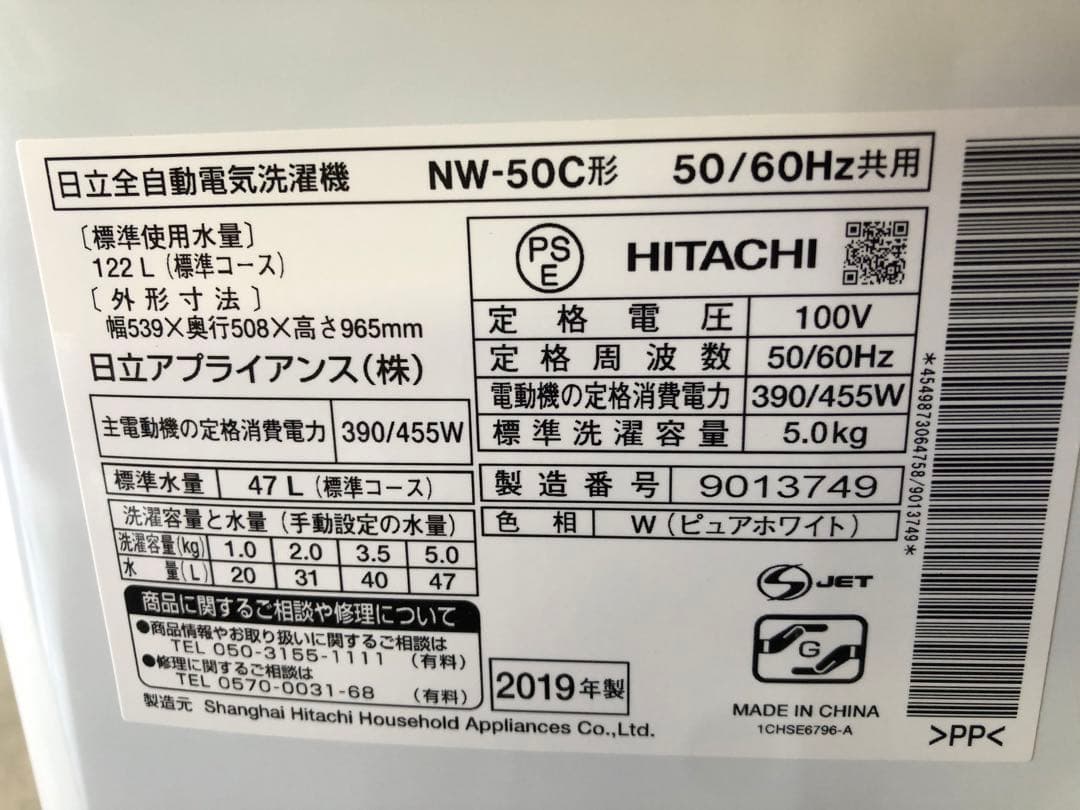 日立全自動電気洗濯機 NW-50C形 50/60Hz共用
〔標準使用水量〕
122 L (標準コース)
〔外形寸法〕
幅539×奥行508×高さ965mm
日立アプライアンス(株)
主電動機の定格消費電力 390/455W
標準水量 47 L (標準コース)
洗濯容量と水量 (手動設定の水量)
洗濯容量(kg) 1.0 2.0 3.5 5.0
水量(L) 20 31 40 47
商品に関するご相談や修理について
●商品情報やお取り扱いに関するご相談は
TEL 050-3155-1111 (有料)
●修理に関するご相談は
TEL 0570-0031-68 (有料)
製造元 Shanghai Hitachi Household Appliances Co.,Ltd.
PSE HITACHI
定格電圧 100V
定格周波数 50/60Hz
電動機の定格消費電力 390/455W
標準洗濯容量 5.0kg
製造番号 9013749
色相 W (ピュアホワイト)
S JET
G
2019年製
MADE IN CHINA
1CHSE6796-A
*4549873064758/9013749*
>PP<